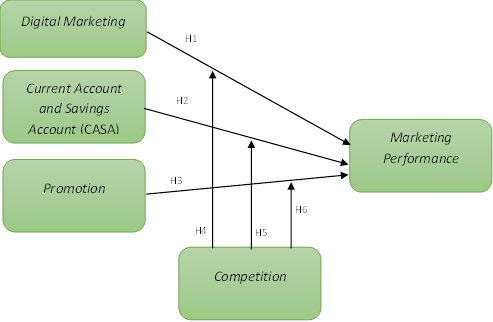 Digital Marketing
H1
Current Account
and Savings
Account (CASA)
H2
Marketing
Performance
Promotion
H3
H4
H5
H6
Competition